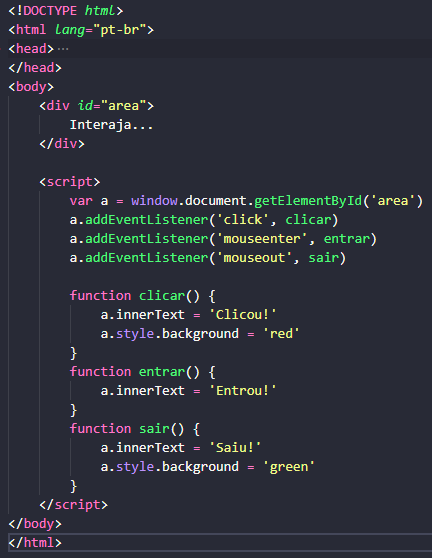 <!DOCTYPE html>
<html lang="pt-br">
<head>...
</head>
<body>
    <div id="area">
        Interaja...
    </div>

    <script>
        var a = window.document.getElementById('area')
        a.addEventListener('click', clicar)
        a.addEventListener('mouseenter', entrar)
        a.addEventListener('mouseout', sair)

        function clicar() {
            a.innerText = 'Clicou!'
            a.style.background = 'red'
        }
        function entrar() {
            a.innerText = 'Entrou!'
        }
        function sair() {
            a.innerText = 'Saiu!'
            a.style.background = 'green'
        }
    </script>
</body>
</html>